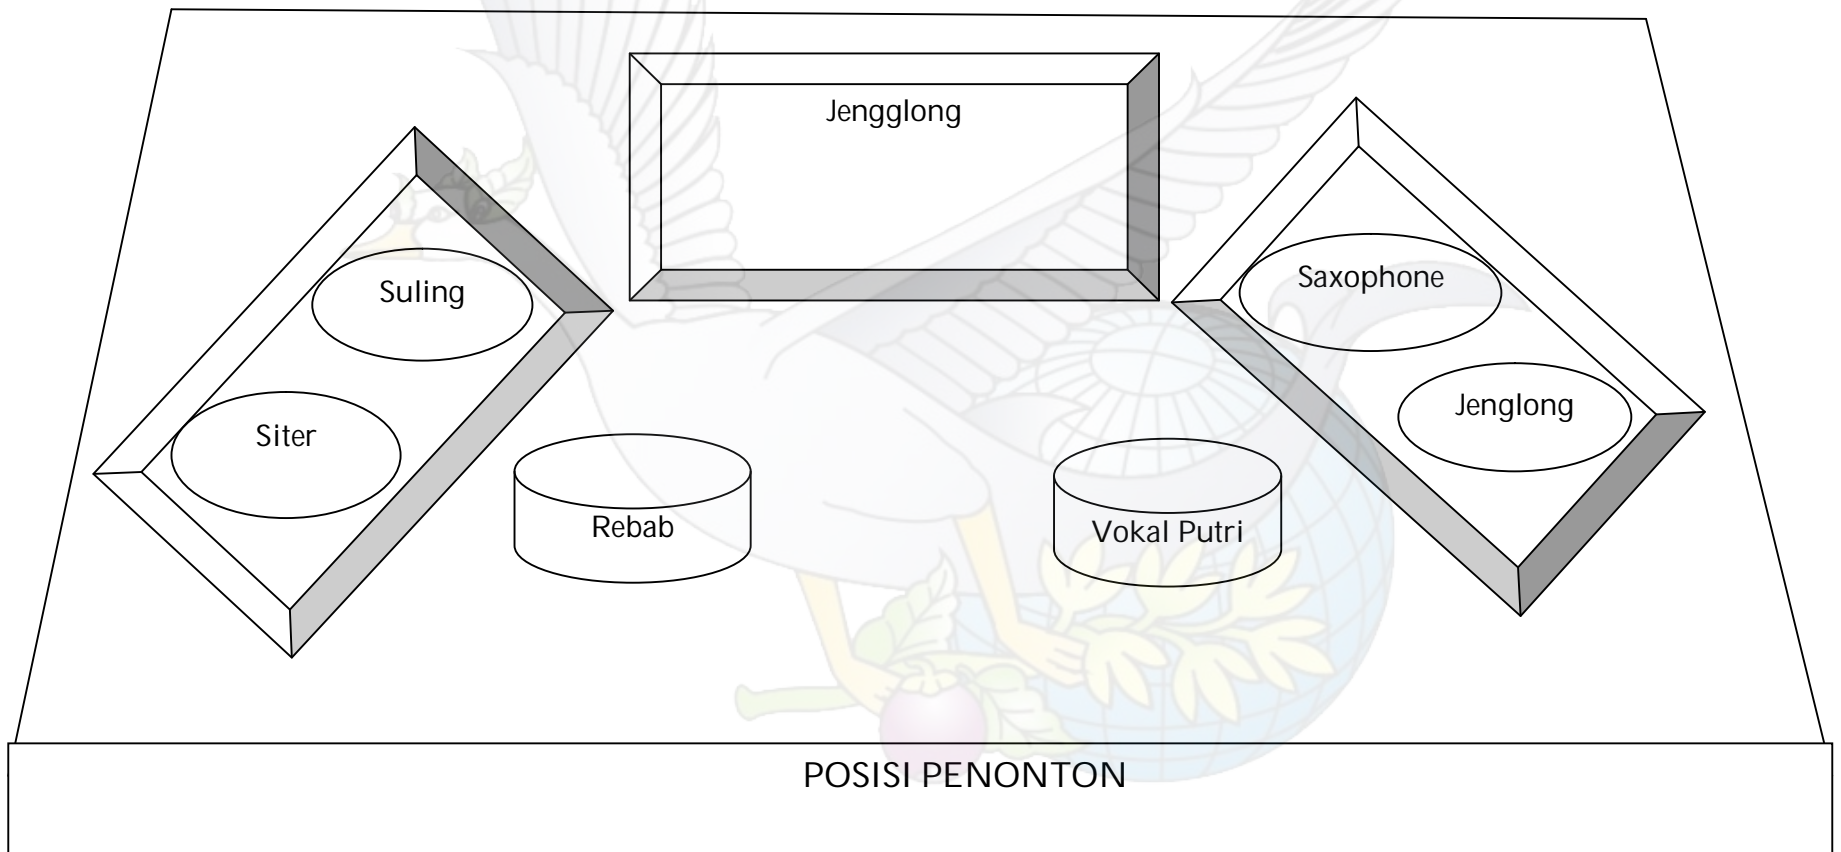 Jengglong
Suling
Saxophone
Siter
Jenglong
Rebab
Vokal Putri
POSISI PENONTON